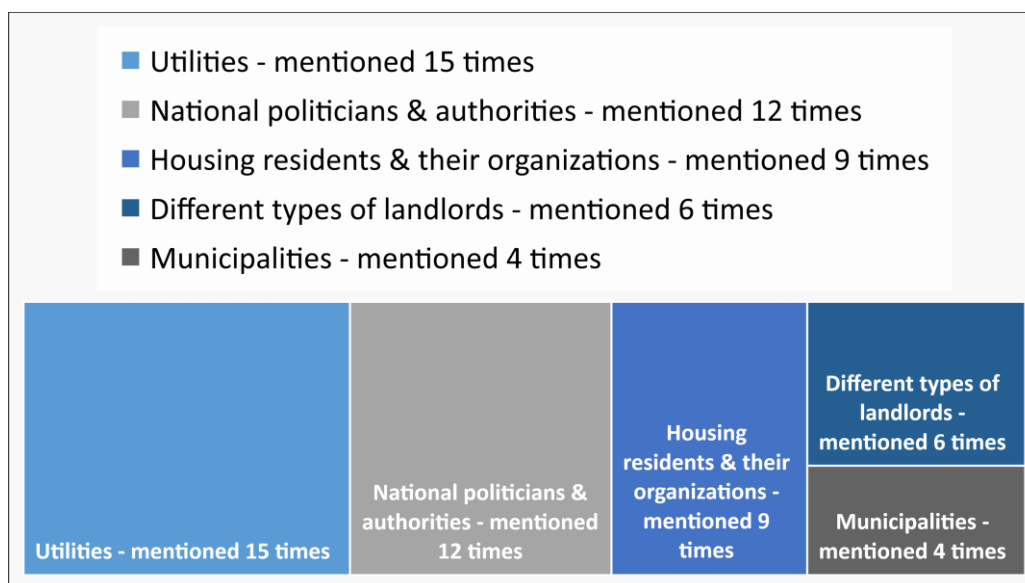 Utilities - mentioned 15 times
National politicians & authorities - mentioned 12 times
Housing residents & their organizations - mentioned 9 times
Different types of landlords - mentioned 6 times
Municipalities - mentioned 4 times
Utilities - mentioned 15 times
National politicians &
authorities - mentioned
12 times
Housing
residents & their
organizations -
mentioned 9
times
Different types of
landlords -
mentioned 6 times
Municipalities -
mentioned 4 times